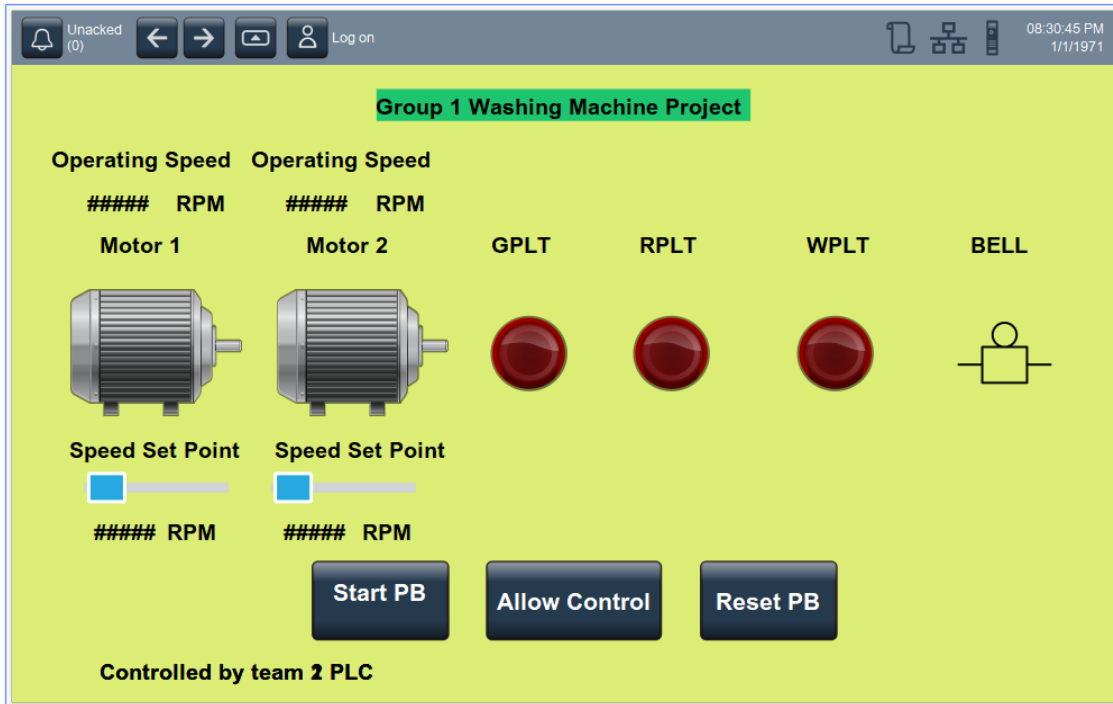 Unacked
(0)
Log on
08:30:45 PM
1/1/1971
Group 1 Washing Machine Project
Operating Speed Operating Speed
##### RPM ##### RPM
Motor 1 Motor 2 GPLT RPLT WPLT BELL
Speed Set Point Speed Set Point
##### RPM ##### RPM
Start PB Allow Control Reset PB
Controlled by team PLC